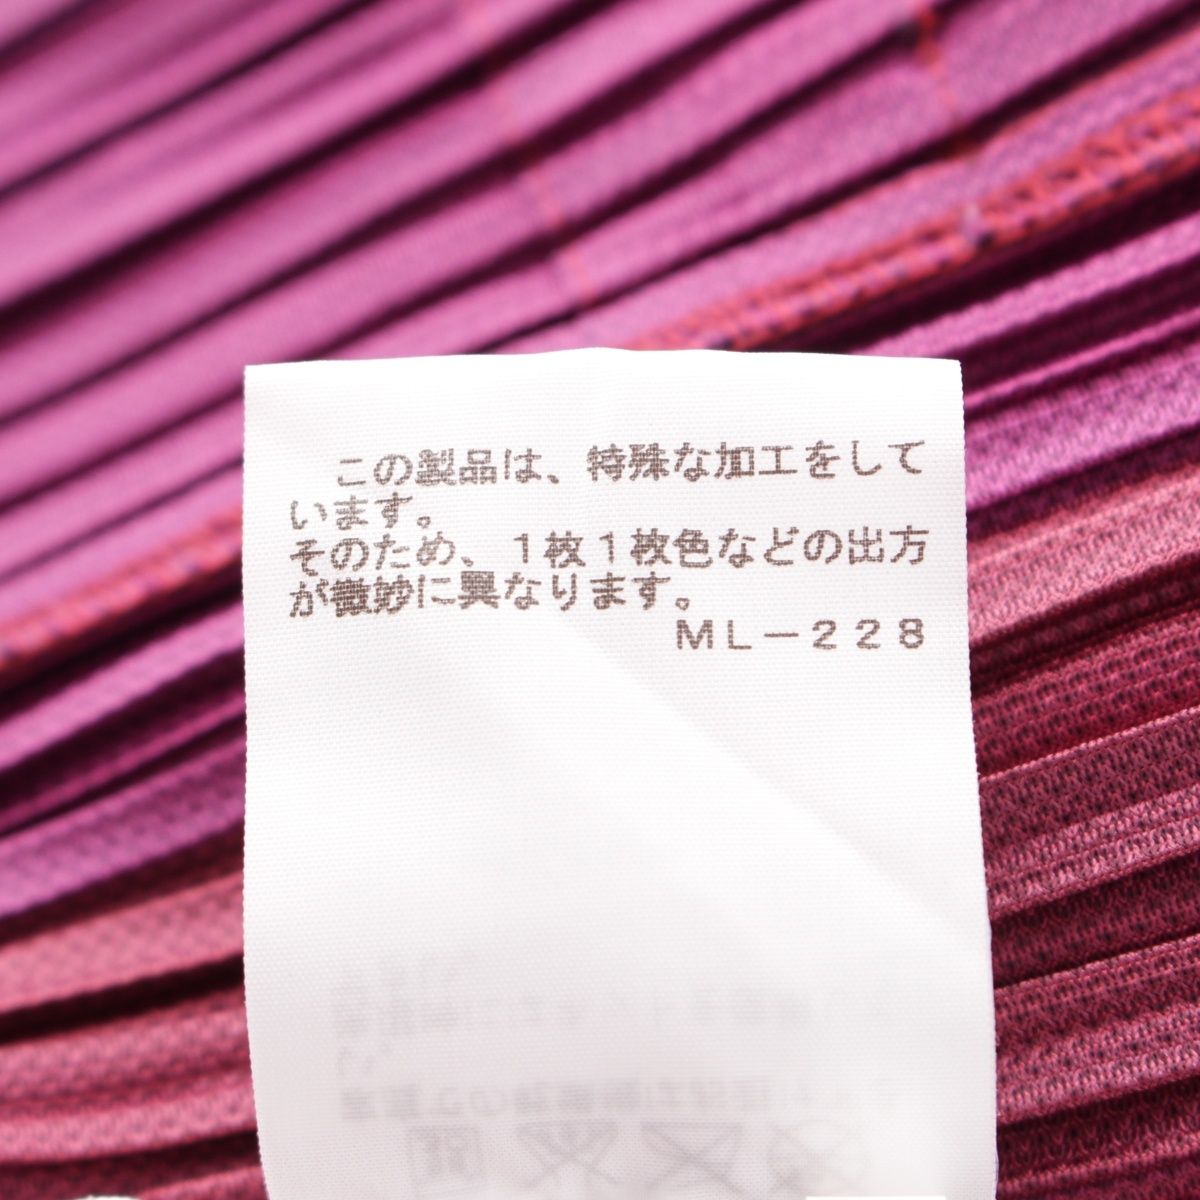 この製品は、特殊な加工をして
います。
そのため、1枚1枚色などの出方
が微妙に異なります。
ML-228